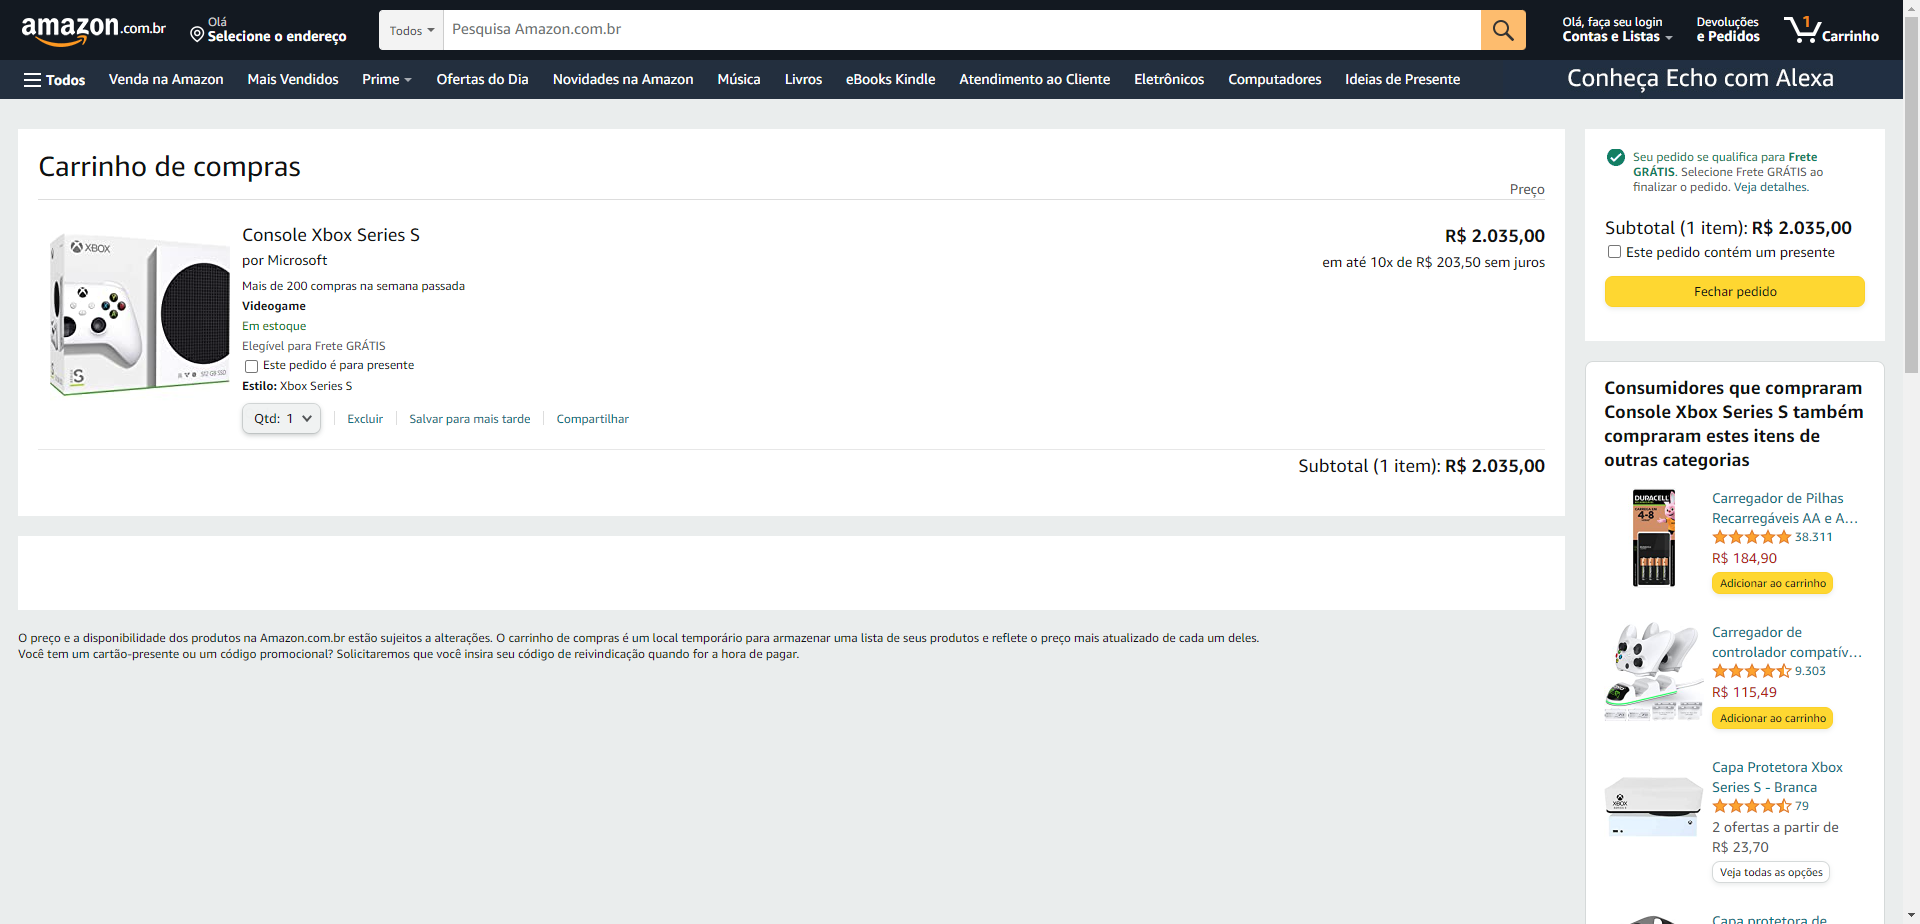 amazon.com.br
Olá
Selecione o endereço
Todos
Pesquisa Amazon.com.br
Olá, faça seu login
Contas e Listas
Devoluções
e Pedidos
1
Carrinho
Todos
Venda na Amazon
Mais Vendidos
Prime
Ofertas do Dia
Novidades na Amazon
Música
Livros
eBooks Kindle
Atendimento ao Cliente
Eletrônicos
Computadores
Ideias de Presente
Conheça Echo com Alexa
Carrinho de compras
Preço
XBOX
512 GB SSD
Console Xbox Series S
por Microsoft
Mais de 200 compras na semana passada
Videogame
Em estoque
Elegível para Frete GRÁTIS
Este pedido é para presente
Estilo: Xbox Series S
Qtd: 1
Excluir
Salvar para mais tarde
Compartilhar
R$ 2.035,00
em até 10x de R$ 203,50 sem juros
Subtotal (1 item): R$ 2.035,00
O preço e a disponibilidade dos produtos na Amazon.com.br estão sujeitos a alterações. O carrinho de compras é um local temporário para armazenar uma lista de seus produtos e reflete o preço mais atualizado de cada um deles.
Você tem um cartão-presente ou um código promocional? Solicitaremos que você insira seu código de reivindicação quando for a hora de pagar.
Seu pedido se qualifica para Frete
GRÁTIS. Selecione Frete GRÁTIS ao
finalizar o pedido. Veja detalhes.
Subtotal (1 item): R$ 2.035,00
Este pedido contém um presente
Fechar pedido
Consumidores que compraram
Console Xbox Series S também
compraram estes itens de
outras categorias
DURACELL
4-8
Carregador de Pilhas
Recarregáveis AA e A...
38.311
R$ 184,90
Adicionar ao carrinho
Carregador de
controlador compatív...
9.303
R$ 115,49
Adicionar ao carrinho
XBOX
Capa Protetora Xbox
Series S - Branca
79
2 ofertas a partir de
R$ 23,70
Veja todas as opções
Capa protetora de